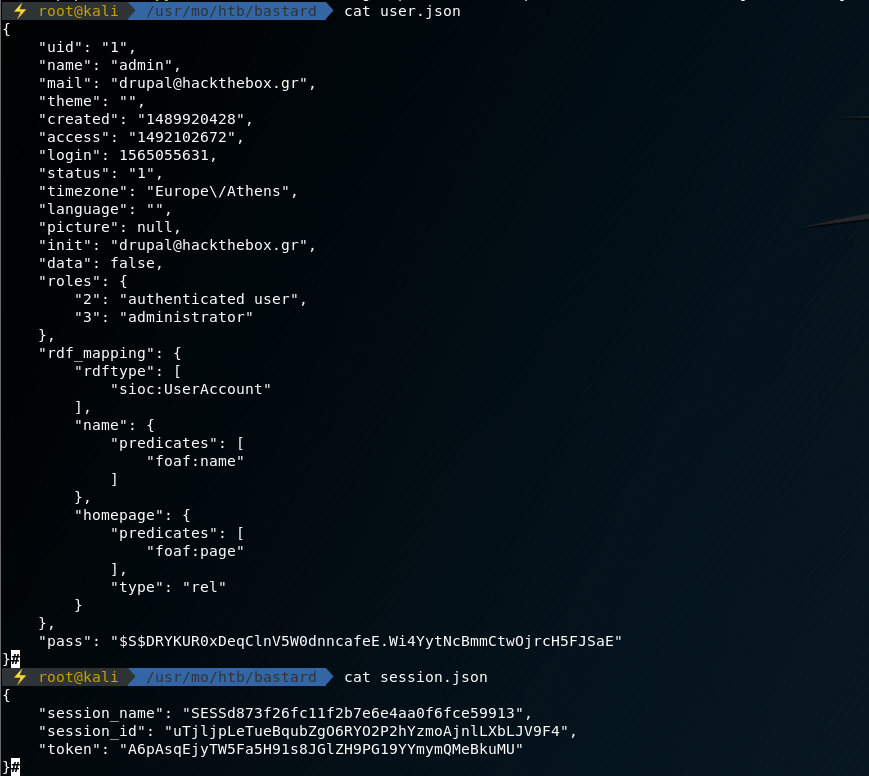 root@kali /usr/mo/htb/bastard cat user.json
{
    "uid": "1",
    "name": "admin",
    "mail": "drupal@hackthebox.gr",
    "theme": "",
    "created": "1489920428",
    "access": "1492102672",
    "login": 1565055631,
    "status": "1",
    "timezone": "Europe\/Athens",
    "language": "",
    "picture": null,
    "init": "drupal@hackthebox.gr",
    "data": false,
    "roles": {
        "2": "authenticated user",
        "3": "administrator"
    },
    "rdf_mapping": {
        "rdftype": [
            "sioc:UserAccount"
        ],
        "name": {
            "predicates": [
                "foaf:name"
            ]
        },
        "homepage": {
            "predicates": [
                "foaf:page"
            ],
            "type": "rel"
        }
    },
    "pass": "$S$DRYKUR0xDeqClnV5W0dnncafeE.Wi4YytNcBmmCtwOjrcH5FJSaE"
}#
root@kali /usr/mo/htb/bastard cat session.json
{
    "session_name": "SESSd873f26fc11f2b7e6e4aa0f6fce59913",
    "session_id": "uTjljpLeTueBqubZgO6RYO2P2hYzmoAjnlLXbLJV9F4",
    "token": "A6pAsqEjyTW5Fa5H91s8JGlZH9PG19YYmymQMeBkuMU"
}#